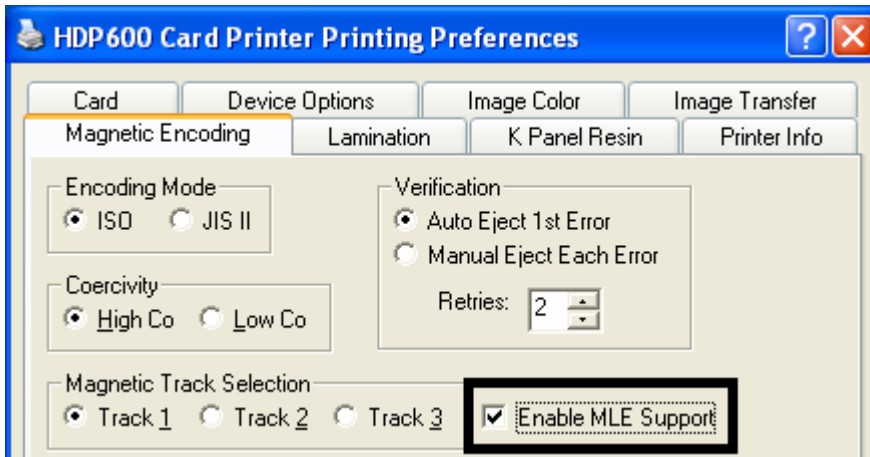 HDP600 Card Printer Printing Preferences
Card Device Options Image Color Image Transfer
Magnetic Encoding Lamination K Panel Resin Printer Info
Encoding Mode
ISO JIS II
Verification
Auto Eject 1st Error
Manual Eject Each Error
Retries: 2
Coercivity
High Co Low Co
Magnetic Track Selection
Track 1 Track 2 Track 3 Enable MLE Support